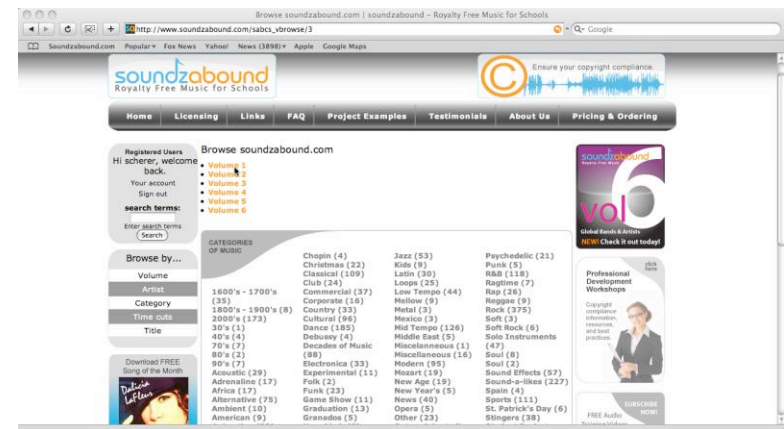 Browse soundzabound.com | soundzabound – Royalty Free Music for Schools
http://www.soundzabound.com/sabcs_vbrowse/3
Google
Soundzabound.com Popular Fox News Yahoo! News (3898) Apple Google Maps
soundzabound
Royalty Free Music for Schools
Ensure your copyright compliance.
Home Licensing Links FAQ Project Examples Testimonials About Us Pricing & Ordering
Registered Users
Hi scherer, welcome
back.
Your account
Sign out
search terms:
Enter search terms
Search
Browse by...
Volume
Artist
Category
Time cuts
Title
Download FREE
Song of the Month
Dalicia
LaFleur
Browse soundzabound.com
Volume 1
Volume 2
Volume 3
Volume 4
Volume 5
Volume 6
CATEGORIES
OF MUSIC
1600's - 1700's
(35)
1800's - 1900's (8)
2000's (173)
30's (1)
40's (4)
70's (7)
80's (2)
90's (7)
Acoustic (29)
Adrenaline (17)
Africa (17)
Alternative (75)
Ambient (10)
American (9)
Chopin (4)
Christmas (22)
Classical (109)
Club (24)
Commercial (37)
Corporate (16)
Country (33)
Cultural (96)
Dance (185)
Debussy (4)
Decades of Music
(88)
Electronica (33)
Experimental (11)
Folk (2)
Funk (23)
Game Show (11)
Graduation (13)
Granados (5)
Jazz (53)
Kids (9)
Latin (30)
Loops (25)
Low Tempo (44)
Mellow (9)
Metal (3)
Mexico (3)
Mid Tempo (126)
Middle East (5)
Miscelanneous (1)
Miscellaneous (16)
Modern (95)
Mozart (19)
New Age (19)
New Year's (5)
News (40)
Opera (5)
Other (23)
Psychedelic (21)
Punk (5)
R&B (118)
Ragtime (7)
Rap (26)
Reggae (9)
Rock (375)
Soft (3)
Soft Rock (6)
Solo Instruments
(47)
Soul (8)
Soul (2)
Sound Effects (57)
Sound-a-likes (227)
Spain (4)
Sports (111)
St. Patrick's Day (6)
Stingers (38)
soundzabound
vol 6
Global Bands & Artists
NEW! Check it out today!
click
here
Professional
Development
Workshops
Copyright
compliance
information,
resources,
and best
practices.
SUBSCRIBE
NOW!
FREE Audio